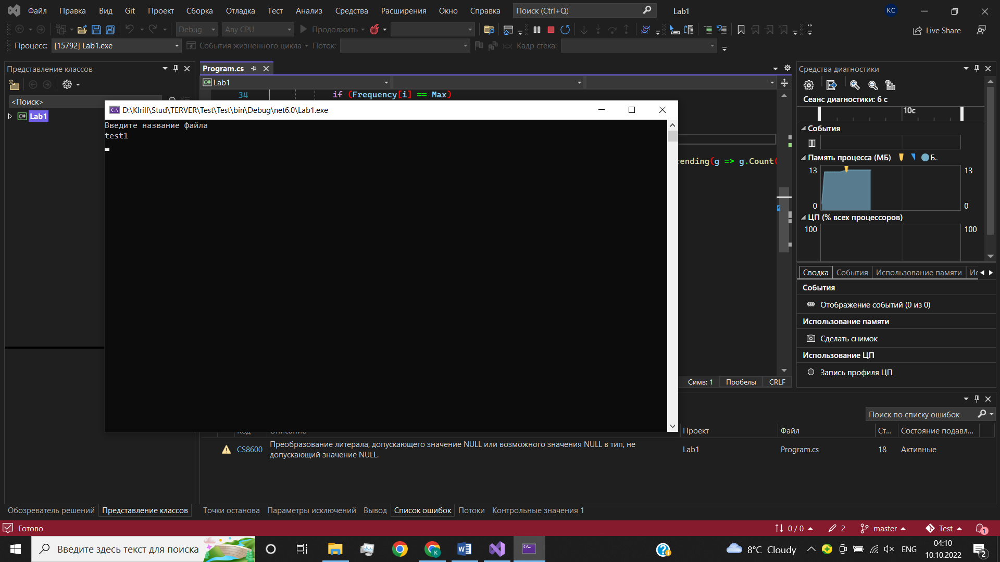 Файл Правка Вид Git Проект Сборка Отладка Тест Анализ Средства Расширения Окно Справка Поиск (Ctrl+Q) Lab1 КС
Debug Any CPU Продолжить Live Share
Процесс: [15792] Lab1.exe События жизненного цикла Поток: Кадр стека:
Представление классов
<Поиск>
Lab1
Program.cs
C# Lab1
34 if (Frequency[i] == Max)
D:\KIrill\Stud\TERVER\Test\Test\bin\Debug\net6.0\Lab1.exe
Введите название файла
test1
ending(g => g.Count(
Симв: 1 Пробелы CRLF
Средства диагностики
Сеанс диагностики: 6 с
10с
События
Память процесса (МБ) Б..
13 13
0 0
ЦП (% всех процессоров)
100 100
Сводка События Использование памяти Ис
События
Отображение событий (0 из 0)
Использование памяти
Сделать снимок
Использование ЦП
Запись профиля ЦП
Поиск по списку ошибок
Код Описание Проект Файл Ст... Состояние подавл...
CS8600 Преобразование литерала, допускающего значение NULL или возможного значения NULL в тип, не Lab1 Program.cs 18 Активные
допускающий значение NULL.
Обозреватель решений Представление классов Точки останова Параметры исключений Вывод Список ошибок Потоки Контрольные значения 1
Готово 0 / 0 2 master Test 1
Введите здесь текст для поиска 8°C Cloudy ENG 04:10
10.10.2022 2